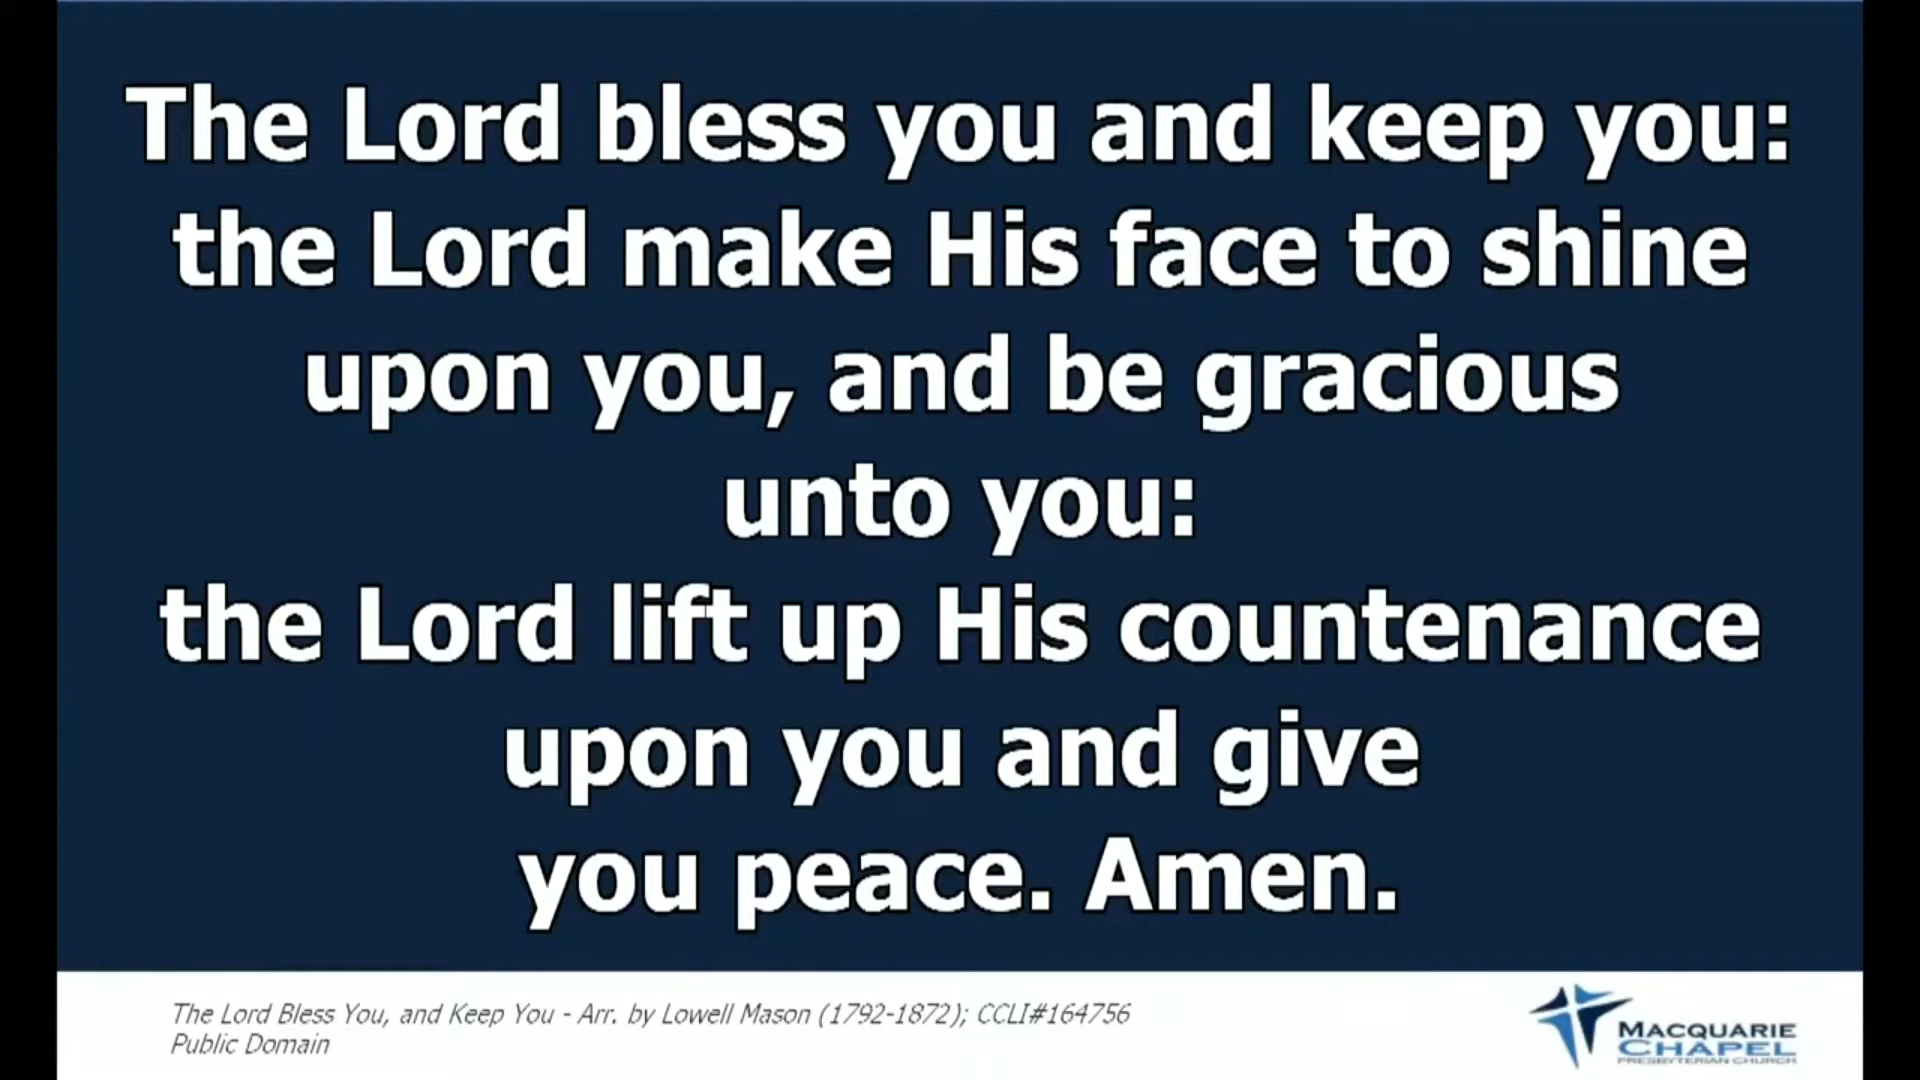 The Lord bless you and keep you:
the Lord make His face to shine
upon you, and be gracious
unto you:
the Lord lift up His countenance
upon you and give
you peace. Amen.
The Lord Bless You, and Keep You - Arr. by Lowell Mason (1792-1872); CCLI#164756
Public Domain
MACQUARIE
CHAPEL
PRESBYTERIAN CHURCH